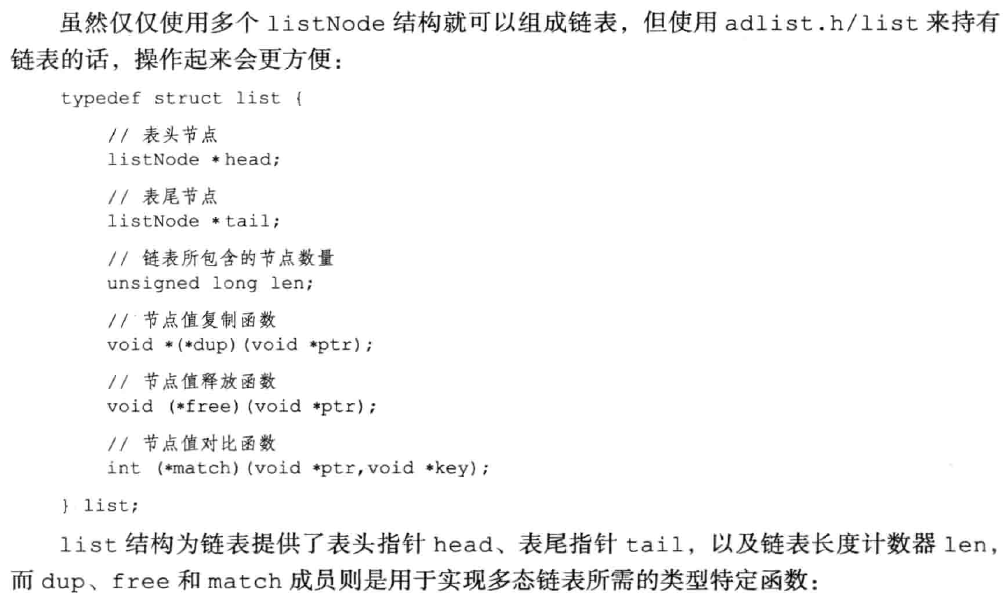 虽然仅仅使用多个 listNode 结构就可以组成链表，但使用 adlist.h/list 来持有
链表的话，操作起来会更方便：
typedef struct list {
// 表头节点
listNode *head;
// 表尾节点
listNode *tail;
// 链表所包含的节点数量
unsigned long len;
// 节点值复制函数
void *(*dup)(void *ptr);
// 节点值释放函数
void (*free)(void *ptr);
// 节点值对比函数
int (*match)(void *ptr,void *key);
} list;
list 结构为链表提供了表头指针 head、表尾指针 tail，以及链表长度计数器 len，
而 dup、free 和 match 成员则是用于实现多态链表所需的类型特定函数：